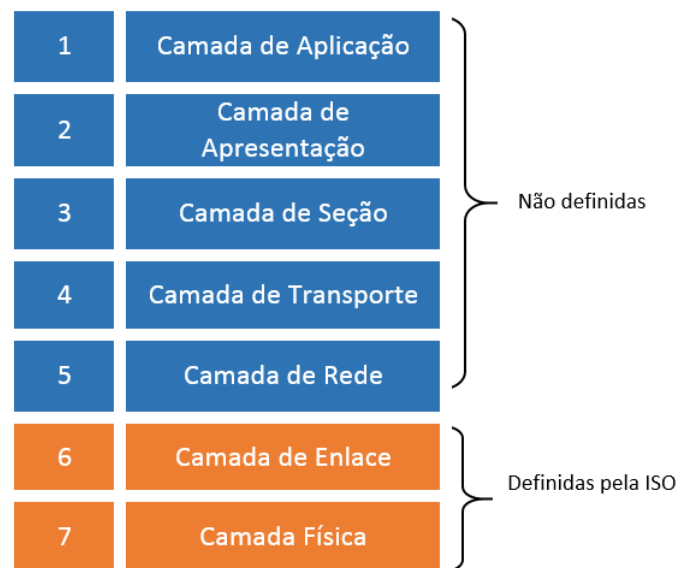 1 Camada de Aplicação
2 Camada de
Apresentação
3 Camada de Seção
Não definidas
4 Camada de Transporte
5 Camada de Rede
6 Camada de Enlace
Definidas pela ISO
7 Camada Física